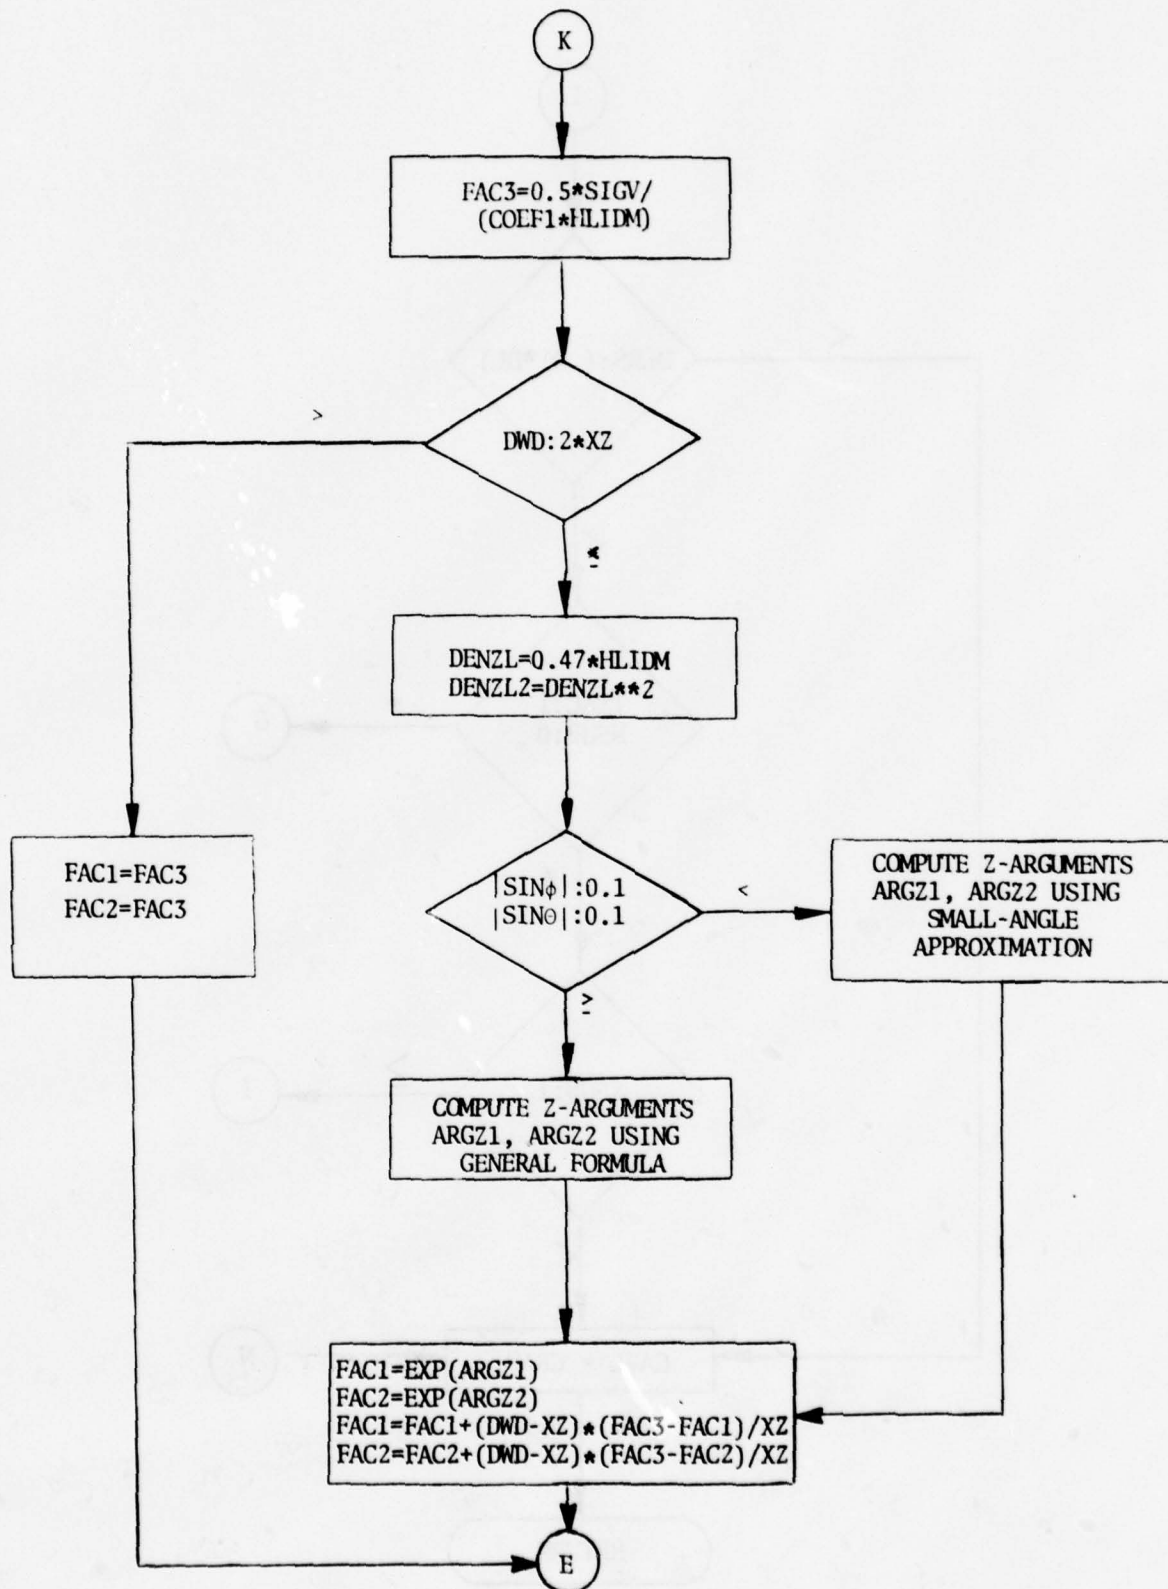 K
FAC3=0.5*SIGV/
(COEF1*HLIDM)
>
DWD:2*XZ
≤
DENZL=0.47*HLIDM
DENZL2=DENZL**2
FAC1=FAC3
FAC2=FAC3
|SINϕ|:0.1
|SINΘ|:0.1
<
COMPUTE Z-ARGUMENTS
ARGZ1, ARGZ2 USING
SMALL-ANGLE
APPROXIMATION
≥
COMPUTE Z-ARGUMENTS
ARGZ1, ARGZ2 USING
GENERAL FORMULA
FAC1=EXP(ARGZ1)
FAC2=EXP(ARGZ2)
FAC1=FAC1+(DWD-XZ)*(FAC3-FAC1)/XZ
FAC2=FAC2+(DWD-XZ)*(FAC3-FAC2)/XZ
E